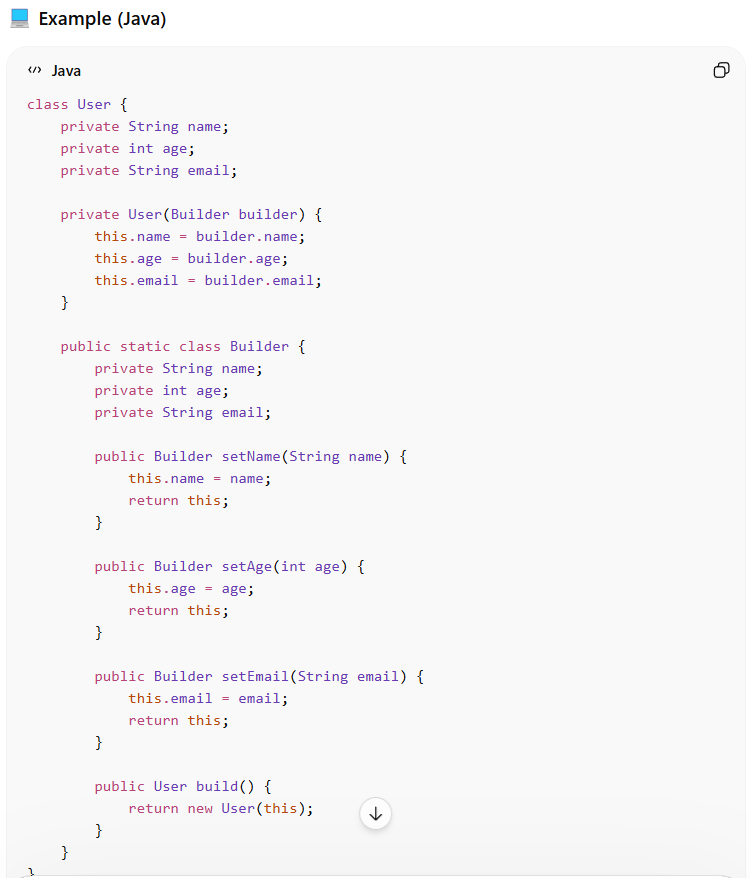 Example (Java)
Java
class User {
    private String name;
    private int age;
    private String email;

    private User(Builder builder) {
        this.name = builder.name;
        this.age = builder.age;
        this.email = builder.email;
    }

    public static class Builder {
        private String name;
        private int age;
        private String email;

        public Builder setName(String name) {
            this.name = name;
            return this;
        }

        public Builder setAge(int age) {
            this.age = age;
            return this;
        }

        public Builder setEmail(String email) {
            this.email = email;
            return this;
        }

        public User build() {
            return new User(this);
        }
    }
}